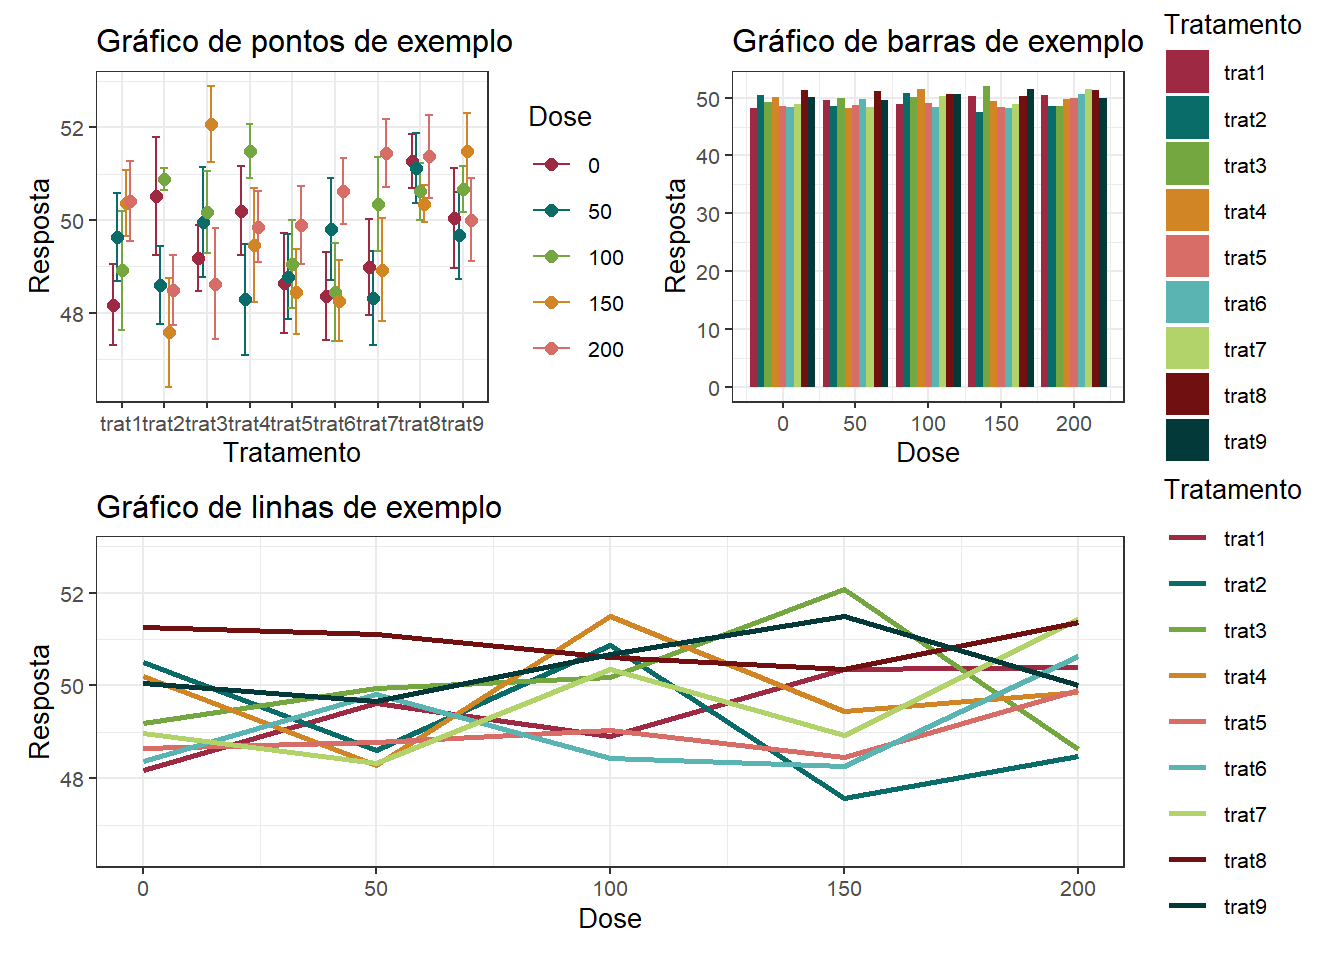 Gráfico de pontos de exemplo
52
50
48
Resposta
trat1 trat2 trat3 trat4 trat5 trat6 trat7 trat8 trat9
Tratamento
Dose
0
50
100
150
200
Gráfico de barras de exemplo
50
40
30
20
10
0
Resposta
0 50 100 150 200
Dose
Tratamento
trat1
trat2
trat3
trat4
trat5
trat6
trat7
trat8
trat9
Gráfico de linhas de exemplo
52
50
48
Resposta
0 50 100 150 200
Dose
Tratamento
trat1
trat2
trat3
trat4
trat5
trat6
trat7
trat8
trat9